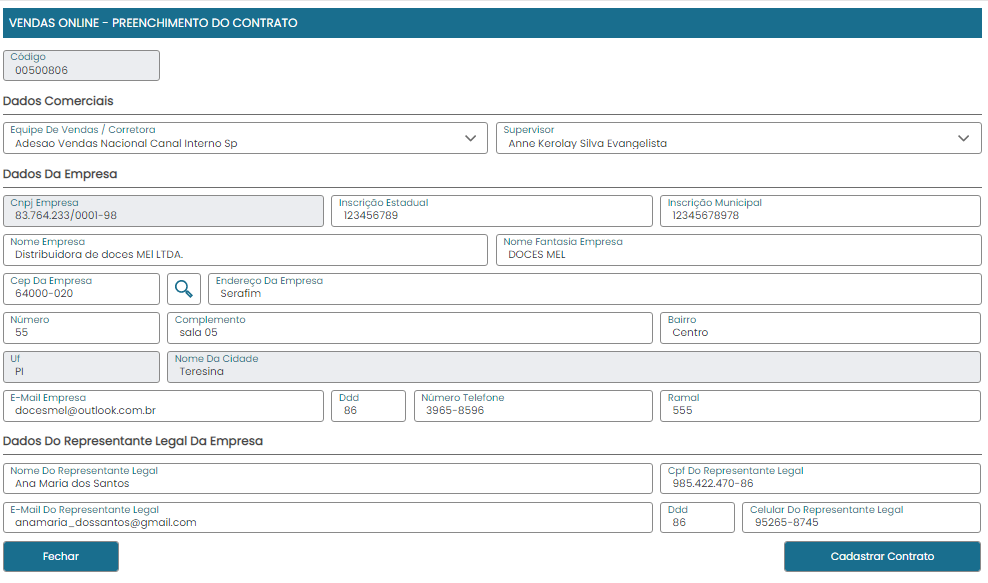 VENDAS ONLINE - PREENCHIMENTO DO CONTRATO
Código
00500806
Dados Comerciais
Equipe De Vendas / Corretora
Adesao Vendas Nacional Canal Interno Sp
Supervisor
Anne Kerolay Silva Evangelista
Dados Da Empresa
Cnpj Empresa
83.764.233/0001-98
Inscrição Estadual
123456789
Inscrição Municipal
12345678978
Nome Empresa
Distribuidora de doces MEl LTDA.
Nome Fantasia Empresa
DOCES MEL
Cep Da Empresa
64000-020
Endereço Da Empresa
Serafim
Número
55
Complemento
sala 05
Bairro
Centro
Uf
PI
Nome Da Cidade
Teresina
E-Mail Empresa
docesmel@outlook.com.br
Ddd
86
Número Telefone
3965-8596
Ramal
555
Dados Do Representante Legal Da Empresa
Nome Do Representante Legal
Ana Maria dos Santos
Cpf Do Representante Legal
985.422.470-86
E-Mail Do Representante Legal
anamaria_dossantos@gmail.com
Ddd
86
Celular Do Representante Legal
95265-8745
Fechar
Cadastrar Contrato